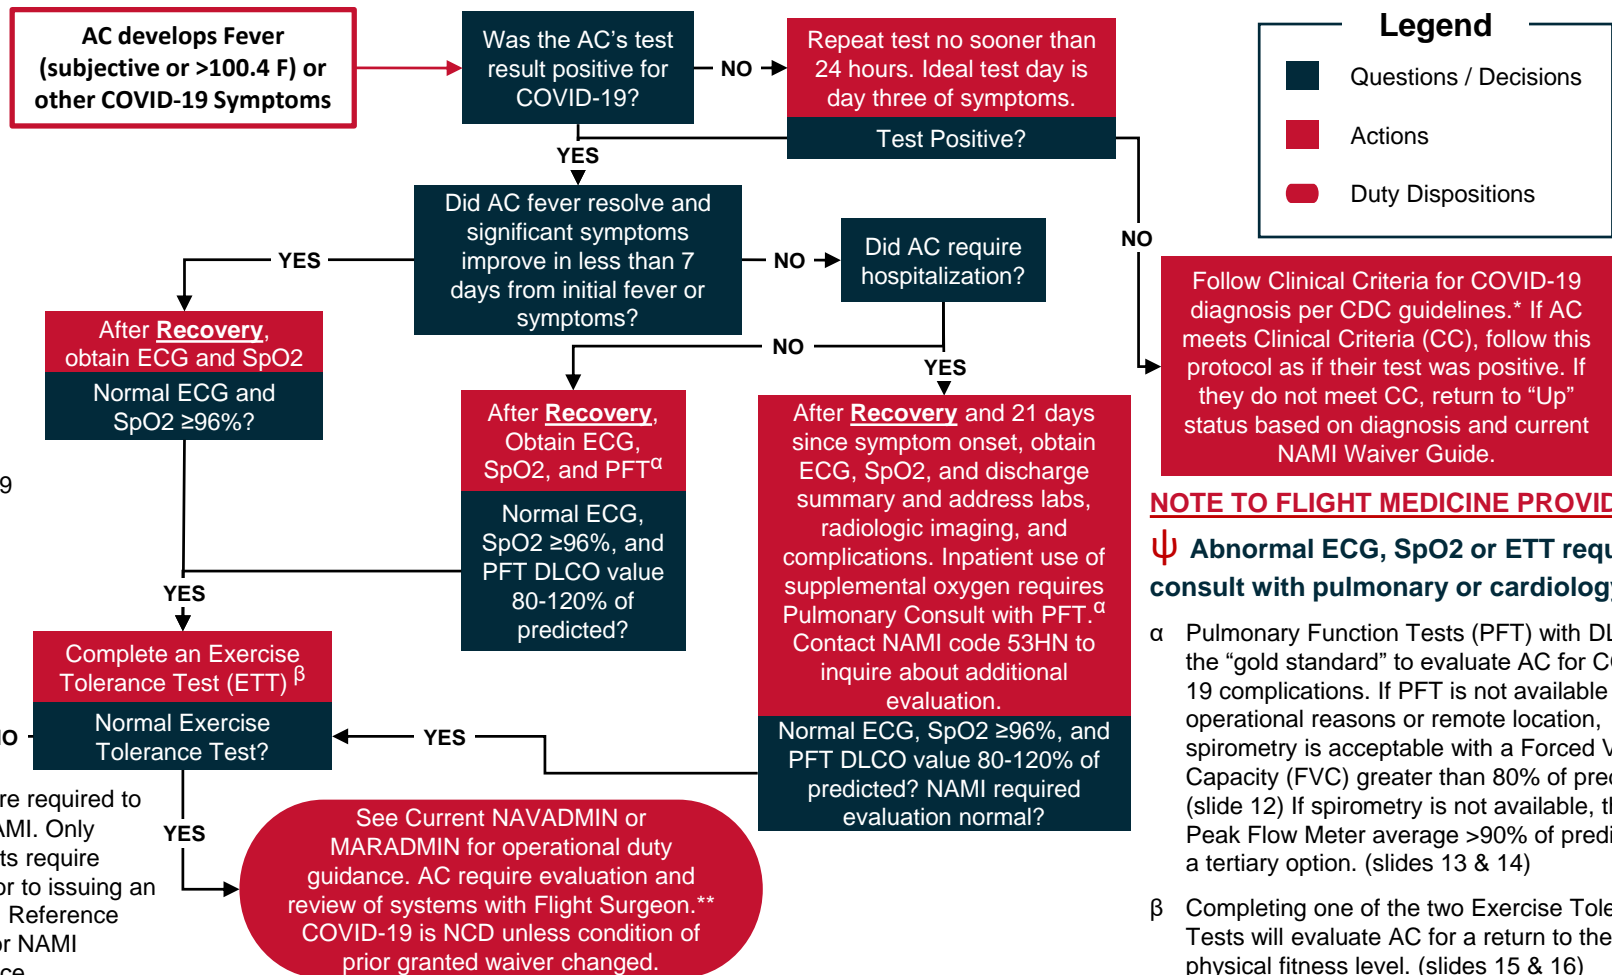 AC develops Fever
(subjective or >100.4 F) or
other COVID-19 Symptoms
Was the AC's test
result positive for
COVID-19?
NO
Repeat test no sooner than
24 hours. Ideal test day is
day three of symptoms.
Test Positive?
Legend
Questions / Decisions
Actions
Duty Dispositions
YES
NO
Did AC fever resolve and
significant symptoms
improve in less than 7
days from initial fever or
symptoms?
YES
NO
Did AC require
hospitalization?
Follow Clinical Criteria for COVID-19
diagnosis per CDC guidelines.* If AC
meets Clinical Criteria (CC), follow this
protocol as if their test was positive. If
they do not meet CC, return to “Up”
status based on diagnosis and current
NAMI Waiver Guide.
After Recovery,
obtain ECG and SpO2
Normal ECG and
SpO2 ≥96%?
NO
YES
After Recovery,
Obtain ECG,
SpO2, and PFTα
Normal ECG,
SpO2 ≥96%, and
PFT DLCO value
80-120% of
predicted?
After Recovery and 21 days
since symptom onset, obtain
ECG, SpO2, and discharge
summary and address labs,
radiologic imaging, and
complications. Inpatient use of
supplemental oxygen requires
Pulmonary Consult with PFT.α
Contact NAMI code 53HN to
inquire about additional
evaluation.
Normal ECG, SpO2 ≥96%, and
PFT DLCO value 80-120% of
predicted? NAMI required
evaluation normal?
9
YES
Complete an Exercise
Tolerance Test (ETT) β
Normal Exercise
Tolerance Test?
YES
YES
See Current NAVADMIN or
MARADMIN for operational duty
guidance. AC require evaluation and
review of systems with Flight Surgeon.**
COVID-19 is NCD unless condition of
prior granted waiver changed.
required to
Only
require
to issuing an
Reference
NAMI
NOTE TO FLIGHT MEDICINE
ψ Abnormal ECG, SpO2 or ETT
consult with pulmonary or cardiology
α Pulmonary Function Tests (PFT) with
the “gold standard” to evaluate AC for
19 complications. If PFT is not available
operational reasons or remote location,
spirometry is acceptable with a Forced
Capacity (FVC) greater than 80% of
(slide 12) If spirometry is not available,
Peak Flow Meter average >90% of
a tertiary option. (slides 13 & 14)
β Completing one of the two Exercise
Tests will evaluate AC for a return to
physical fitness level. (slides 15 & 16)